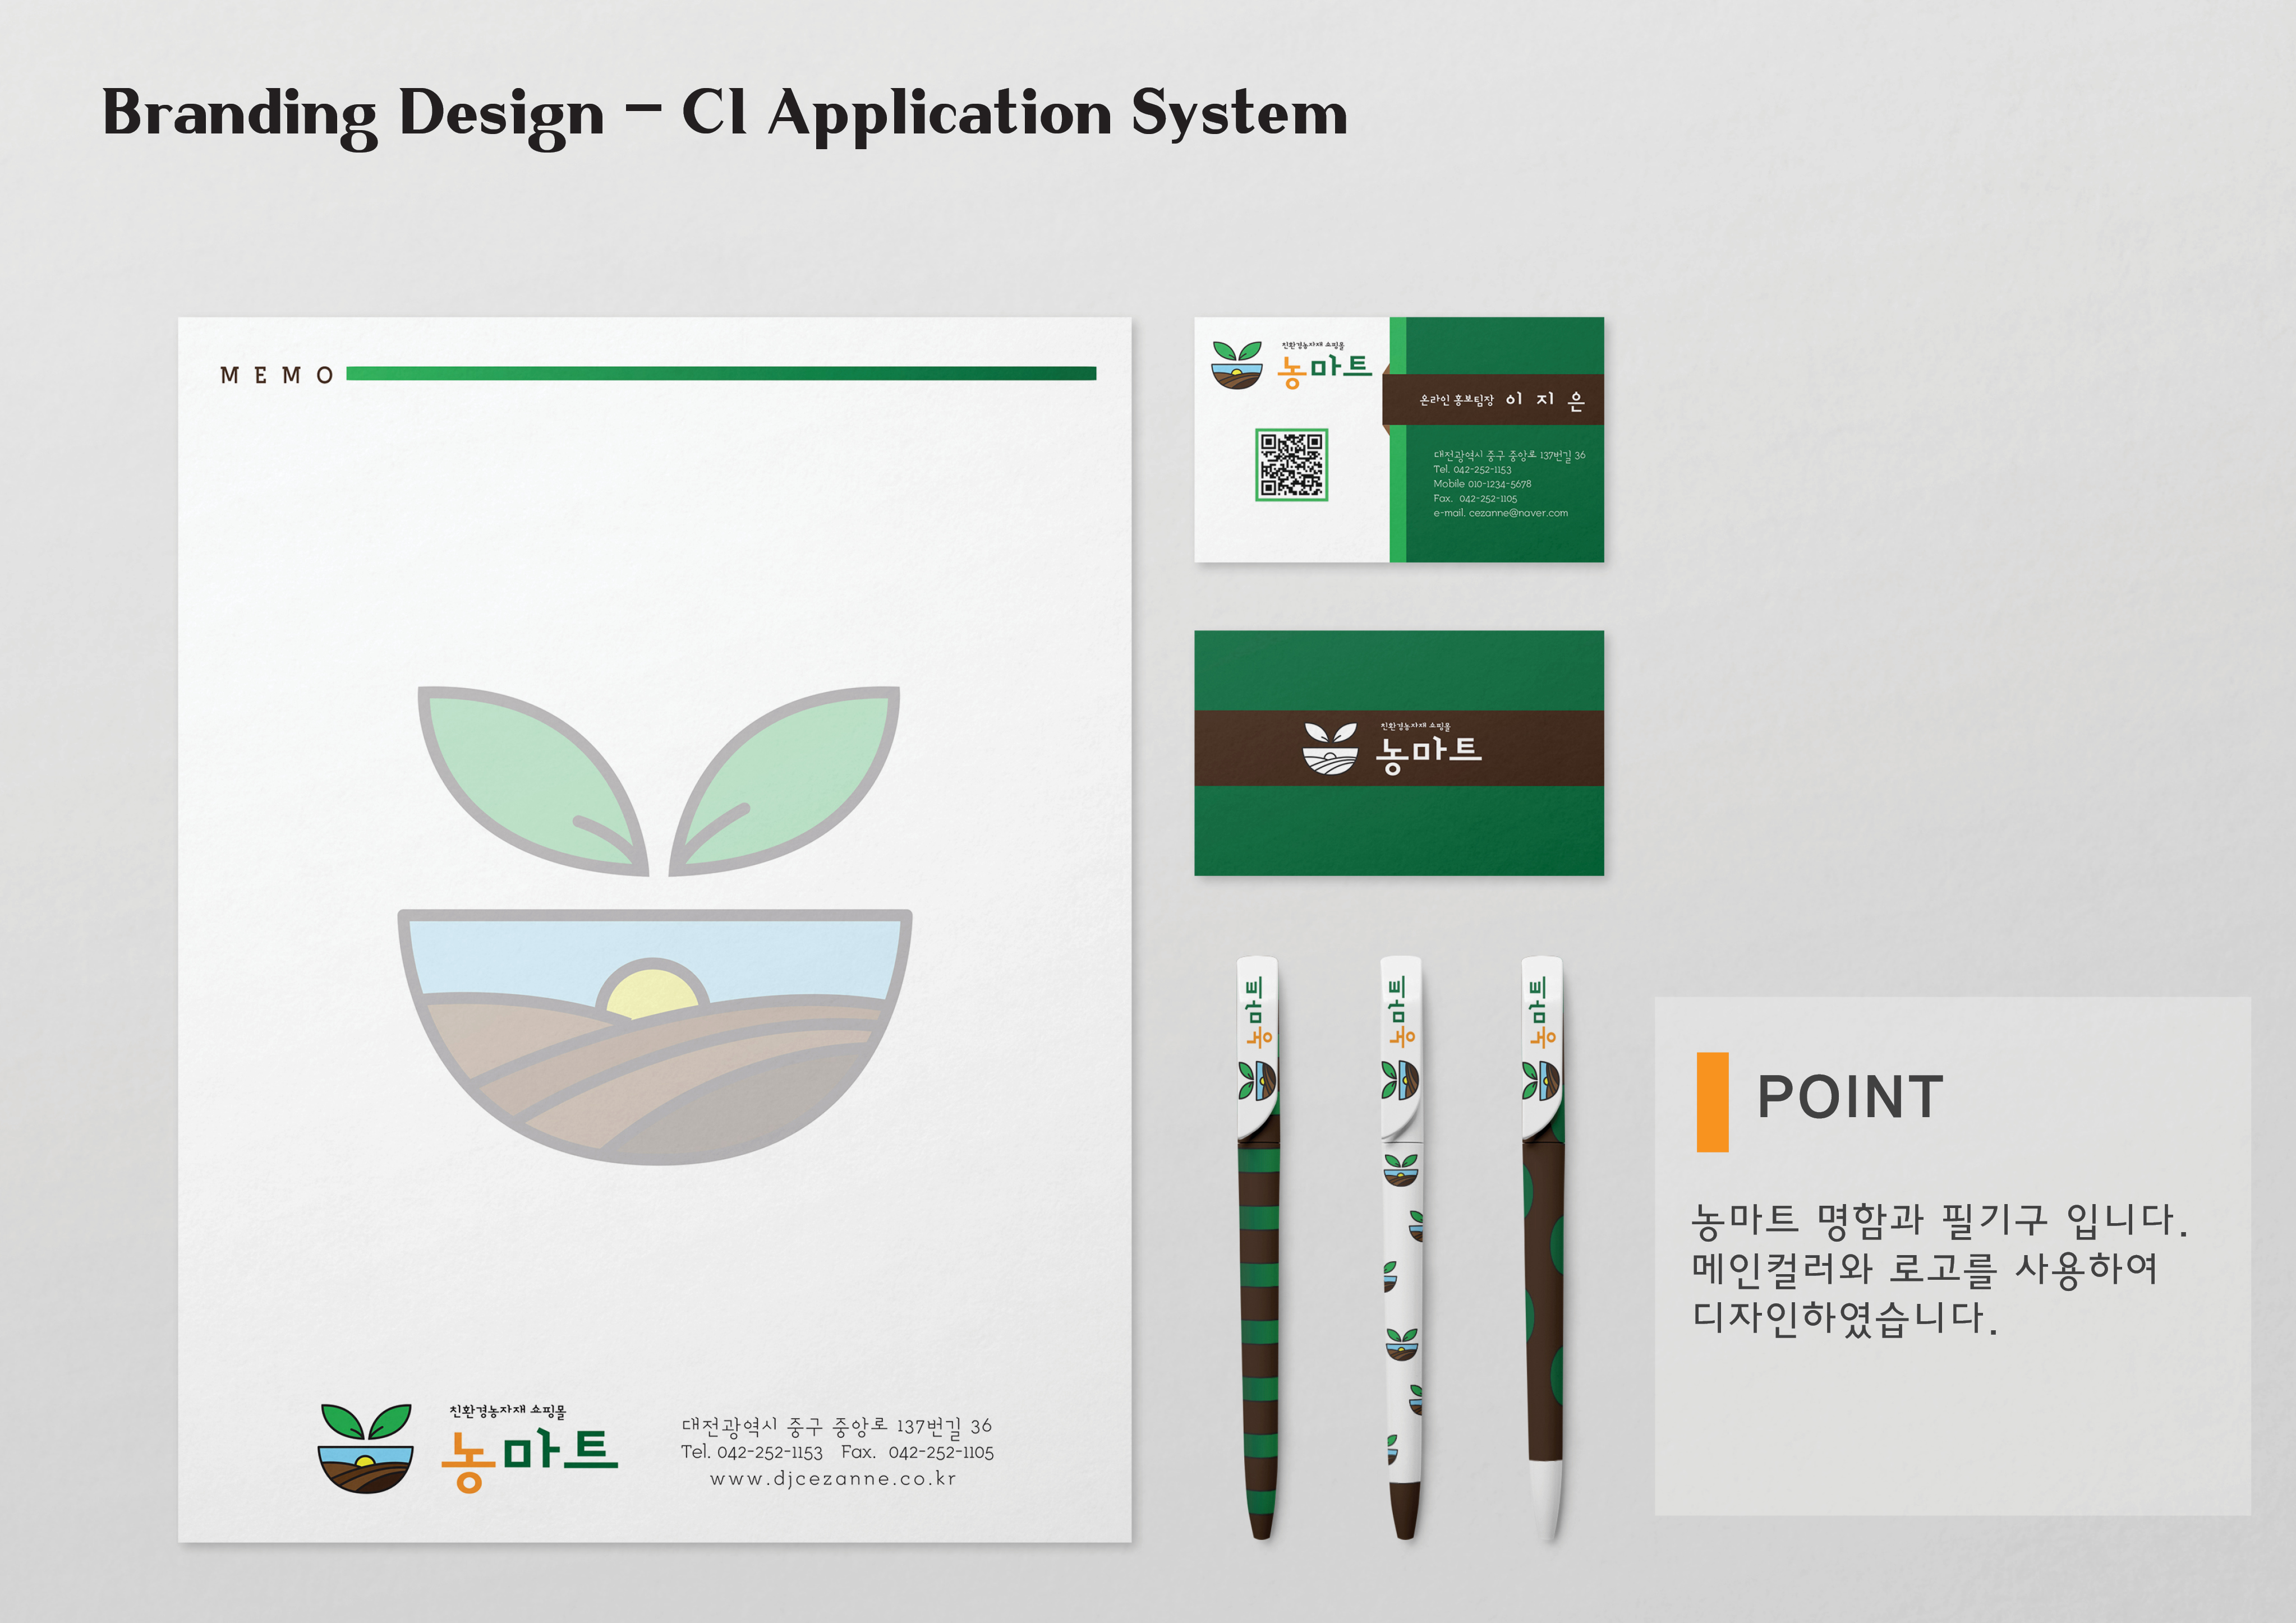 Branding Design – CI Application System
MEMO
친환경농자재 쇼핑몰
농마트
대전광역시 중구 중앙로 137번길 36
Tel. 042-252-1153 Fax. 042-252-1105
www.djcezanne.co.kr
친환경농자재 쇼핑몰
농마트
온라인 홍보팀장 이 지 은
대전광역시 중구 중앙로 137번길 36
Tel. 042-252-1153
Mobile 010-1234-5678
Fax. 042-252-1105
e-mail. cezanne@naver.com
친환경농자재 쇼핑몰
농마트
농마트
농마트
농마트
POINT
농마트 명함과 필기구 입니다.
메인컬러와 로고를 사용하여
디자인하였습니다.